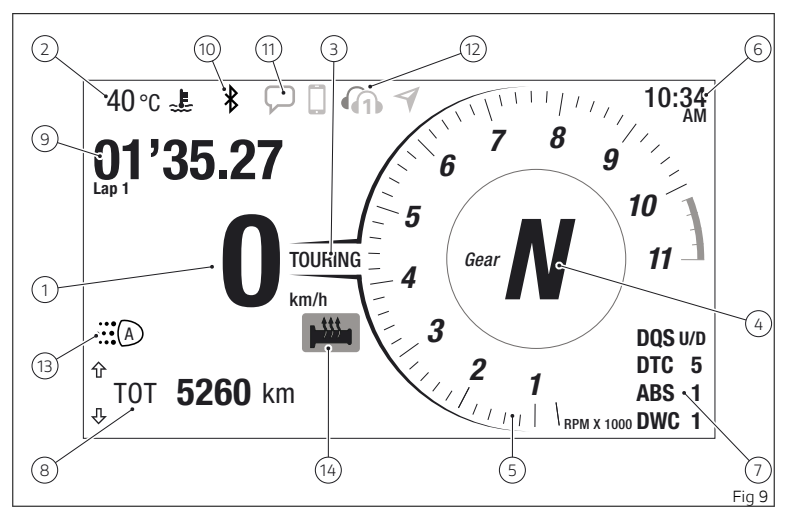 2
10
11
3
12
6
40 °C
1
10:34
AM
9
01'35.27
Lap 1
1
0
TOURING
km/h
Gear
N
1
2
3
4
5
6
7
8
9
10
11
4
13
A
14
TOT 5260 km
8
RPM X 1000
5
DQS U/D
DTC 5
ABS 1
DWC 1
7
Fig 9